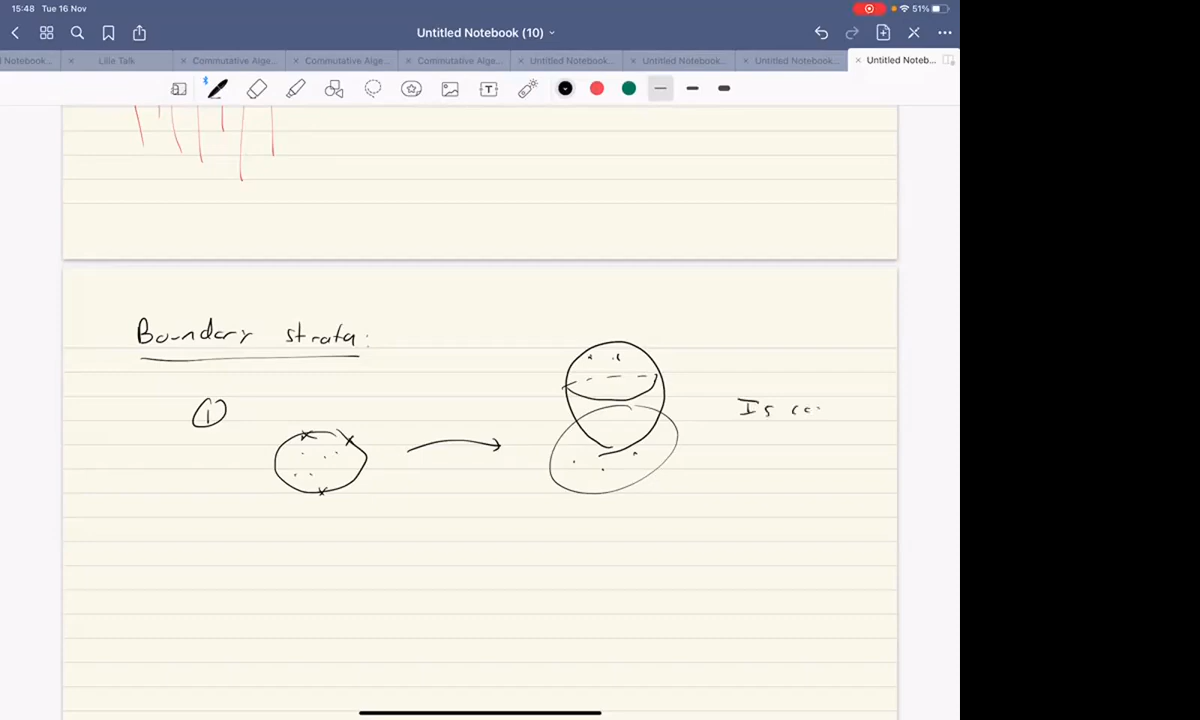 15:48 Tue 16 Nov
51%
Untitled Notebook (10)
Notebook...
Lille Talk
Commutative Alge...
Commutative Alge...
Commutative Alge...
Untitled Notebook...
Untitled Notebook...
Untitled Notebook...
Untitled Noteb...
T
Boundary strata:
①
Is